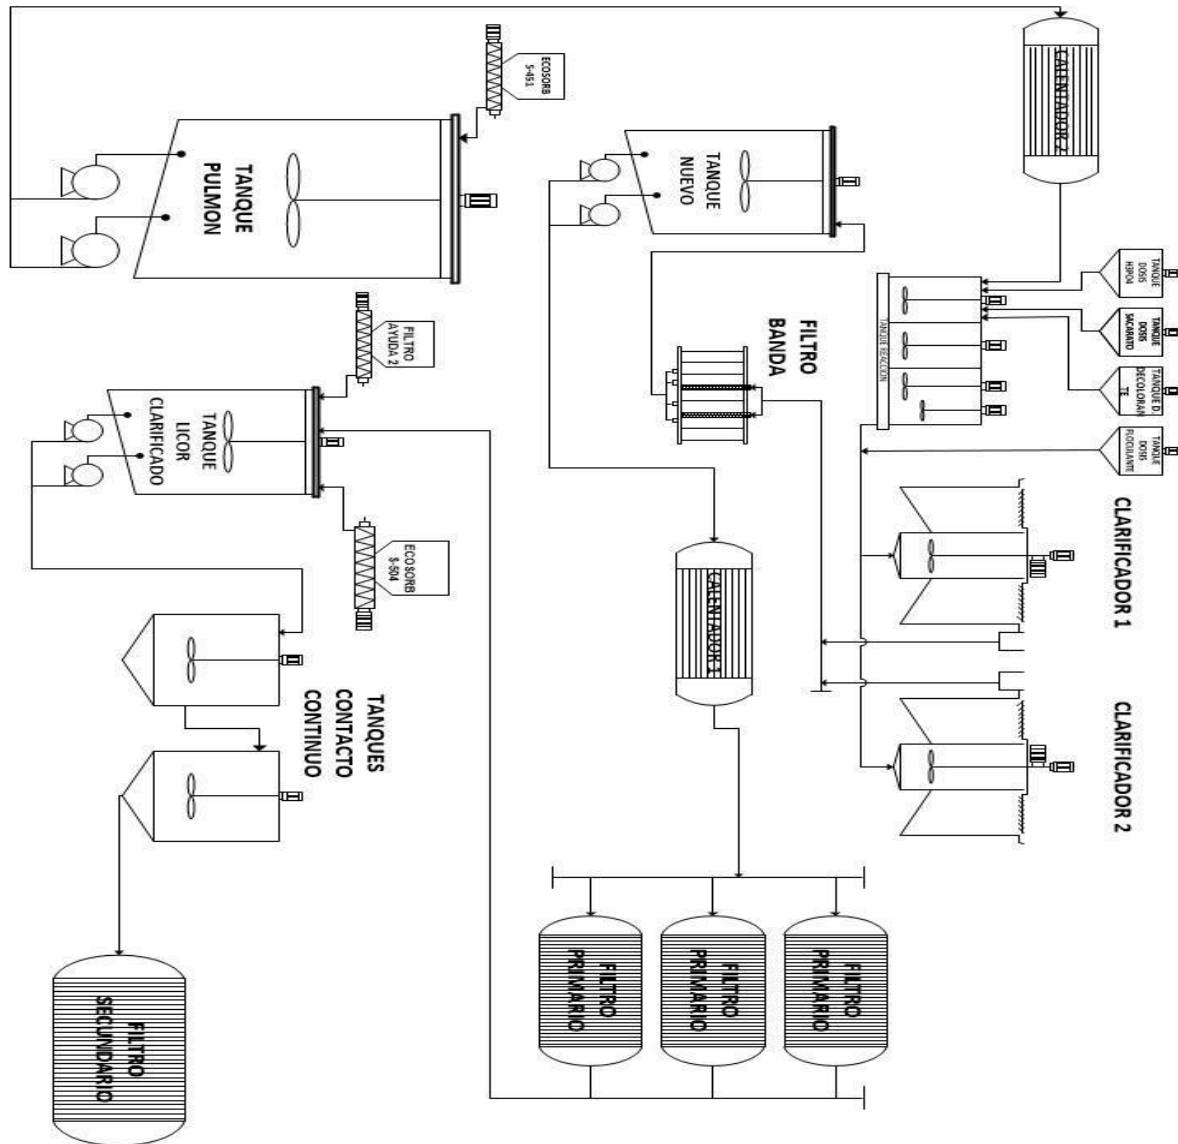 TANQUE
DOSIS
H3PO4
TANQUE
DOSIS
SACARATO
TANQUE D.
DECOLORAN
TE
TANQUE
DOSIS
FLOCULANTE
CLARIFICADOR 1
CLARIFICADOR 2
CALENTADOR 2
TANQUE REACCION
FILTRO
BANDA
TANQUE
NUEVO
CALENTADOR 1
FILTRO
PRIMARIO
FILTRO
PRIMARIO
FILTRO
PRIMARIO
ECOSORB
S-451
TANQUE
PULMON
FILTRO
AYUDA 2
ECOSORB
S-504
TANQUE
LICOR
CLARIFICADO
TANQUES
CONTACTO
CONTINUO
FILTRO
SECUNDARIO